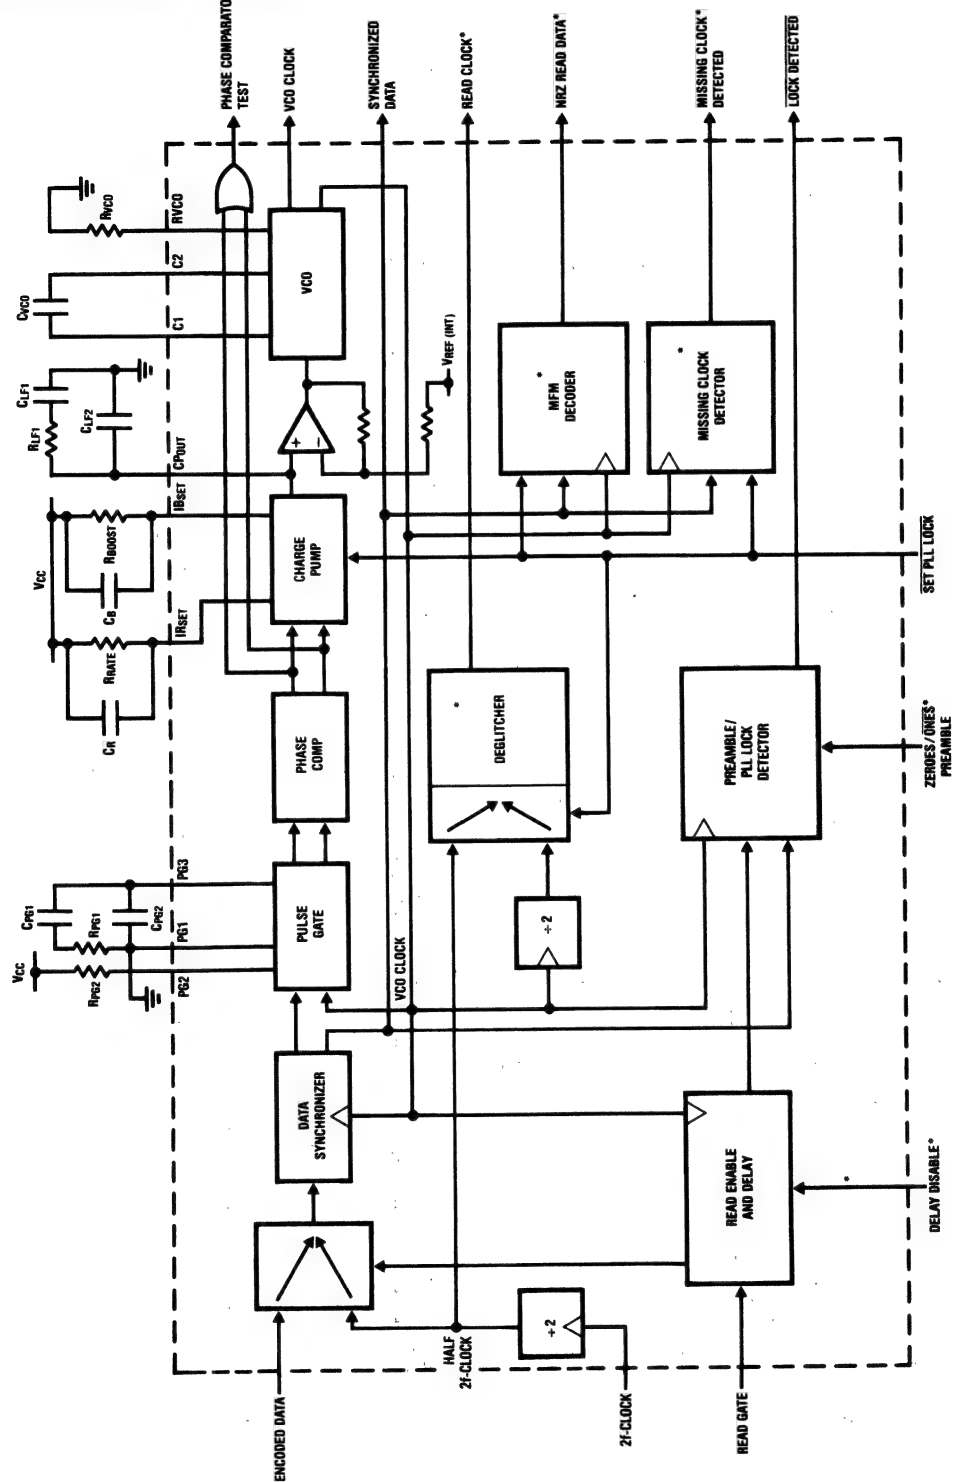 PHASE COMPARATO
TEST
VCO CLOCK
SYNCHRONIZED
DATA
READ CLOCK*
NRZ READ DATA*
MISSING CLOCK*
DETECTED
LOCK DETECTED
RVCO
RVCO
C2
CVCO
C1
VCO
CLF1
RLF1
CLF2
CPOUT
+
−
VREF (INT)
*
MFM
DECODER
*
MISSING CLOCK
DETECTOR
VCC
IBSET
RBOOST
CB
IRSET
RRATE
CR
CHARGE
PUMP
SET PLL LOCK
PHASE
COMP
*
DEGLITCHER
PREAMBLE/
PLL LOCK
DETECTOR
ZEROES/ONES*
PREAMBLE
PG3
CPG1
RPG1
CPG2
PG1
VCC
RPG2
PG2
PULSE
GATE
VCO CLOCK
÷2
DATA
SYNCHRONIZER
READ ENABLE
AND DELAY
*
DELAY DISABLE*
HALF
2f-CLOCK
÷2
ENCODED DATA
2f-CLOCK
READ GATE